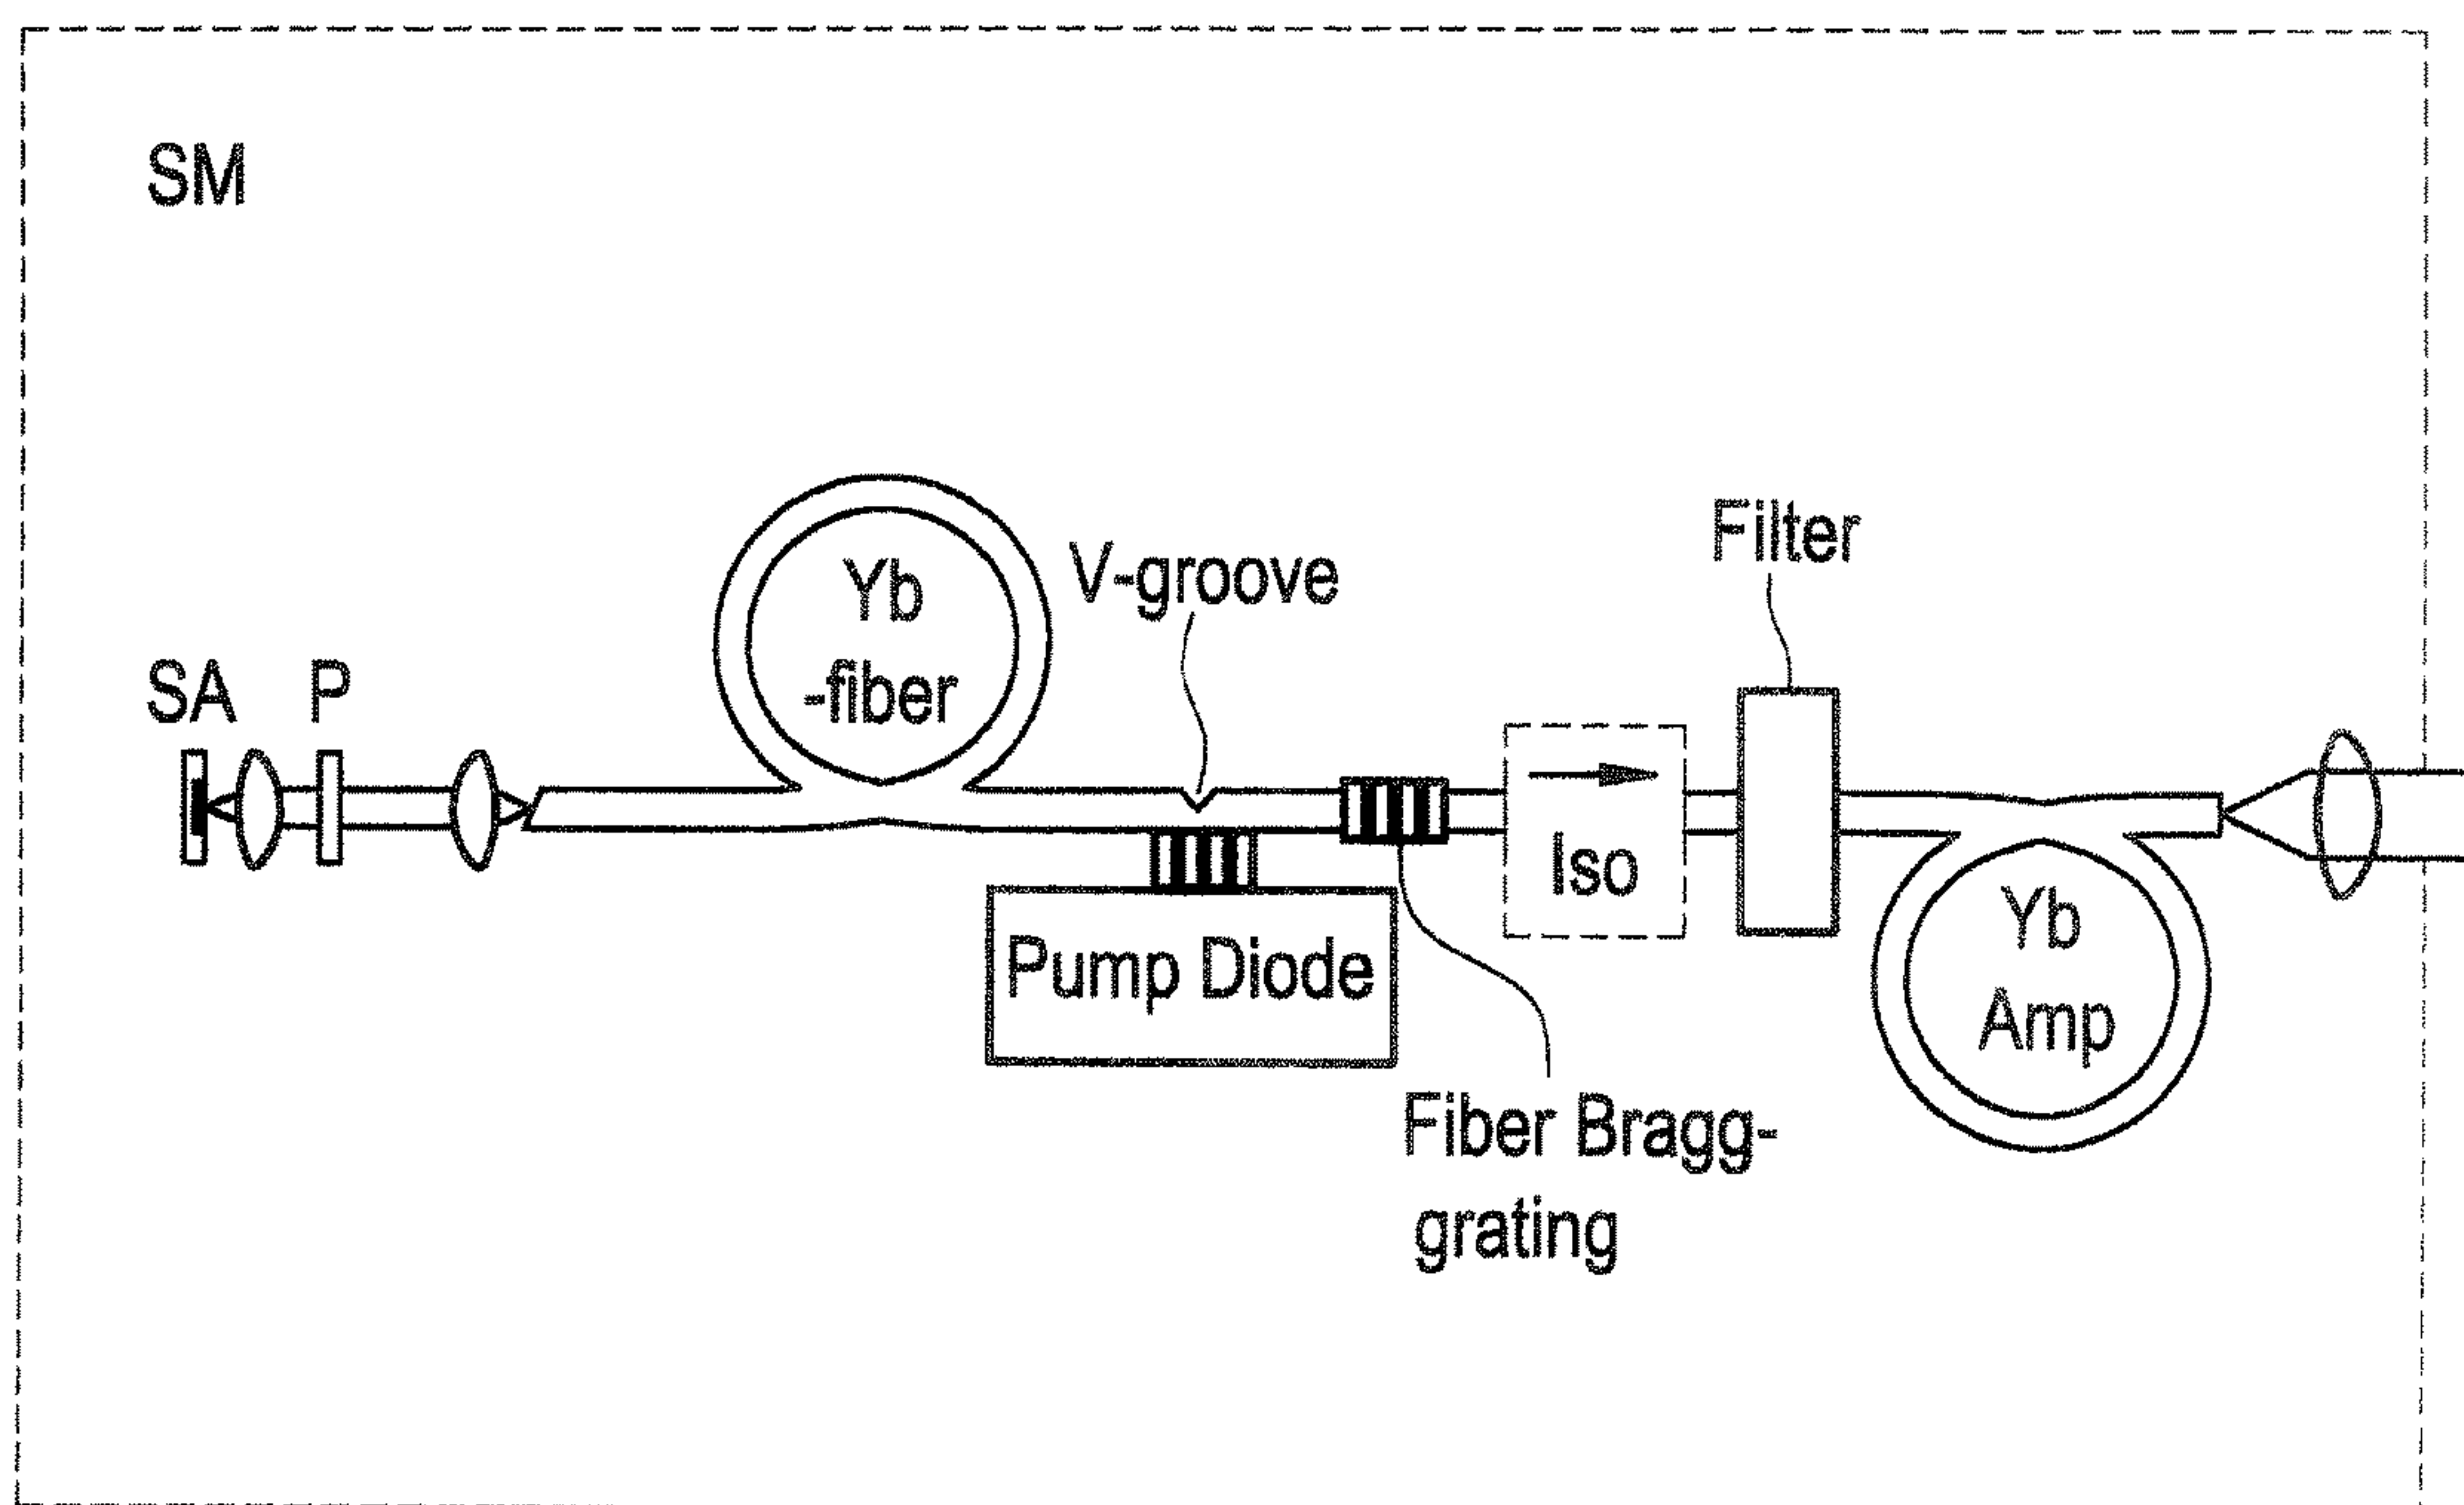 SM
Filter
V-groove
Yb
-fiber
SA P
Iso
Yb
Amp
Pump Diode
Fiber Bragg-
grating